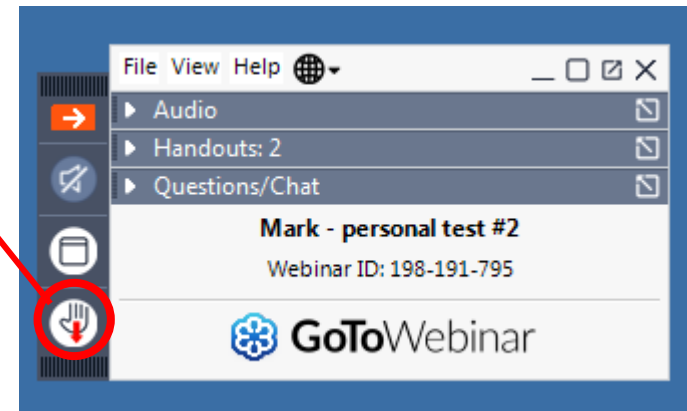 File View Help
Audio
Handouts: 2
Questions/Chat
Mark - personal test #2
Webinar ID: 198-191-795
GoToWebinar